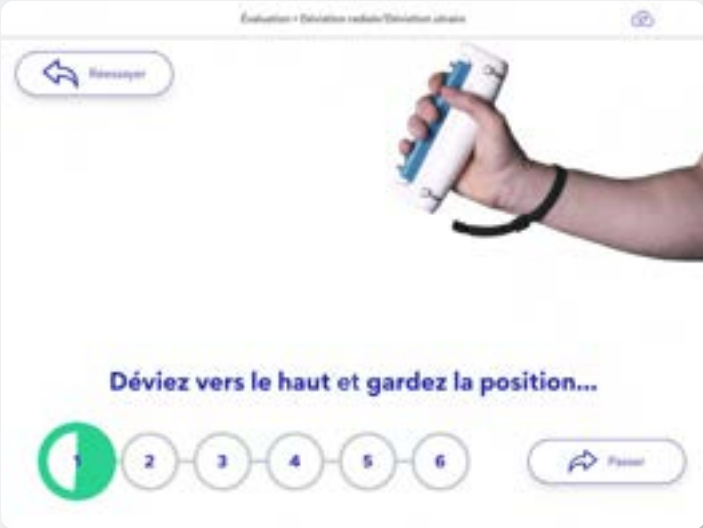 Évaluation • Déviation radiale/Déviation ulnaire
Réessayer
Déviez vers le haut et gardez la position...
1 2 3 4 5 6
Passer